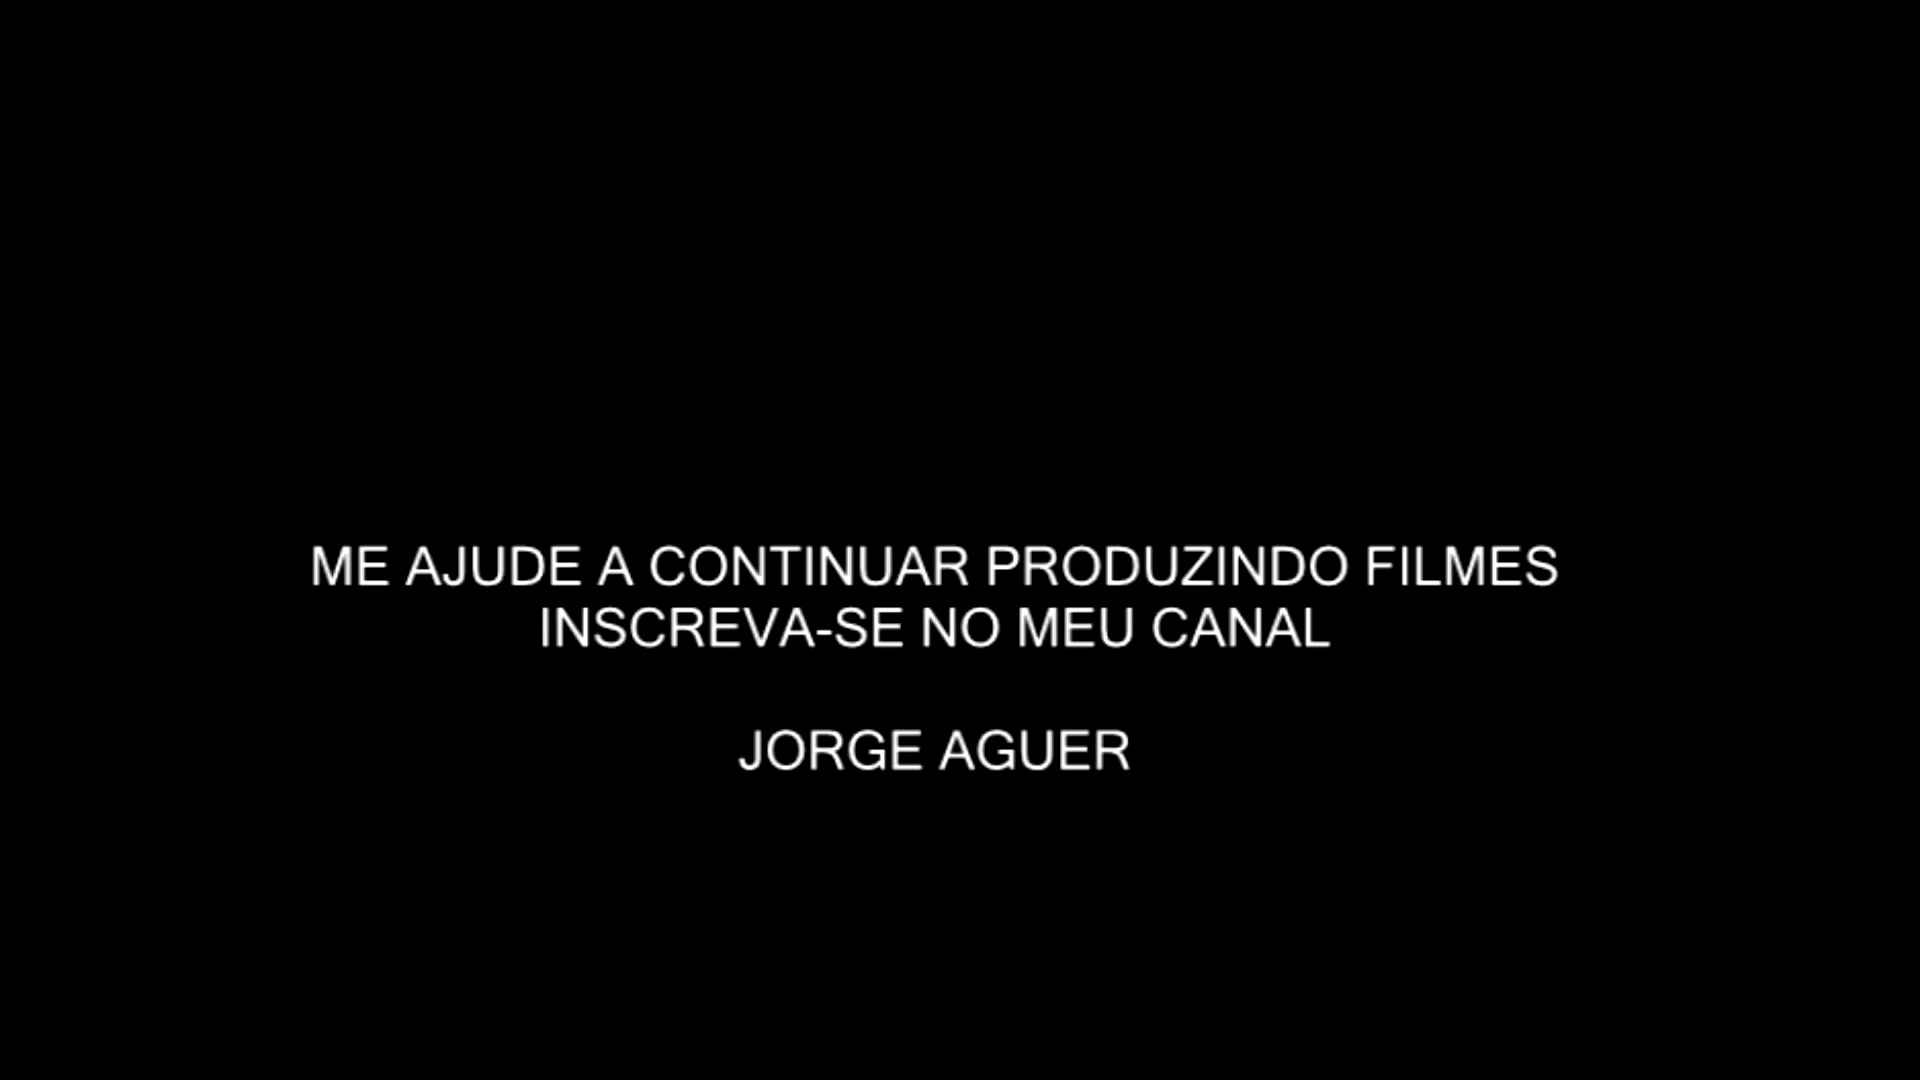 ME AJUDE A CONTINUAR PRODUZINDO FILMES
INSCREVA-SE NO MEU CANAL
JORGE AGUER